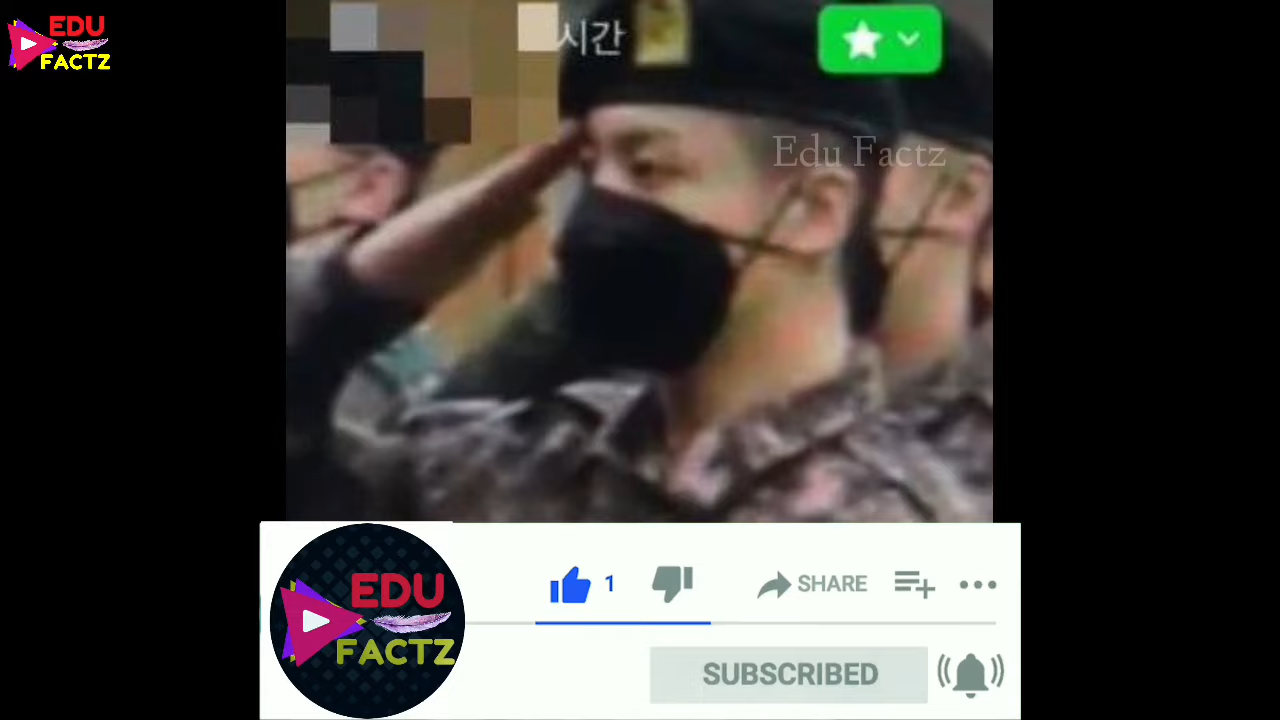 EDU
FACTZ
시간
Edu Factz
EDU
FACTZ
1
SHARE
SUBSCRIBED